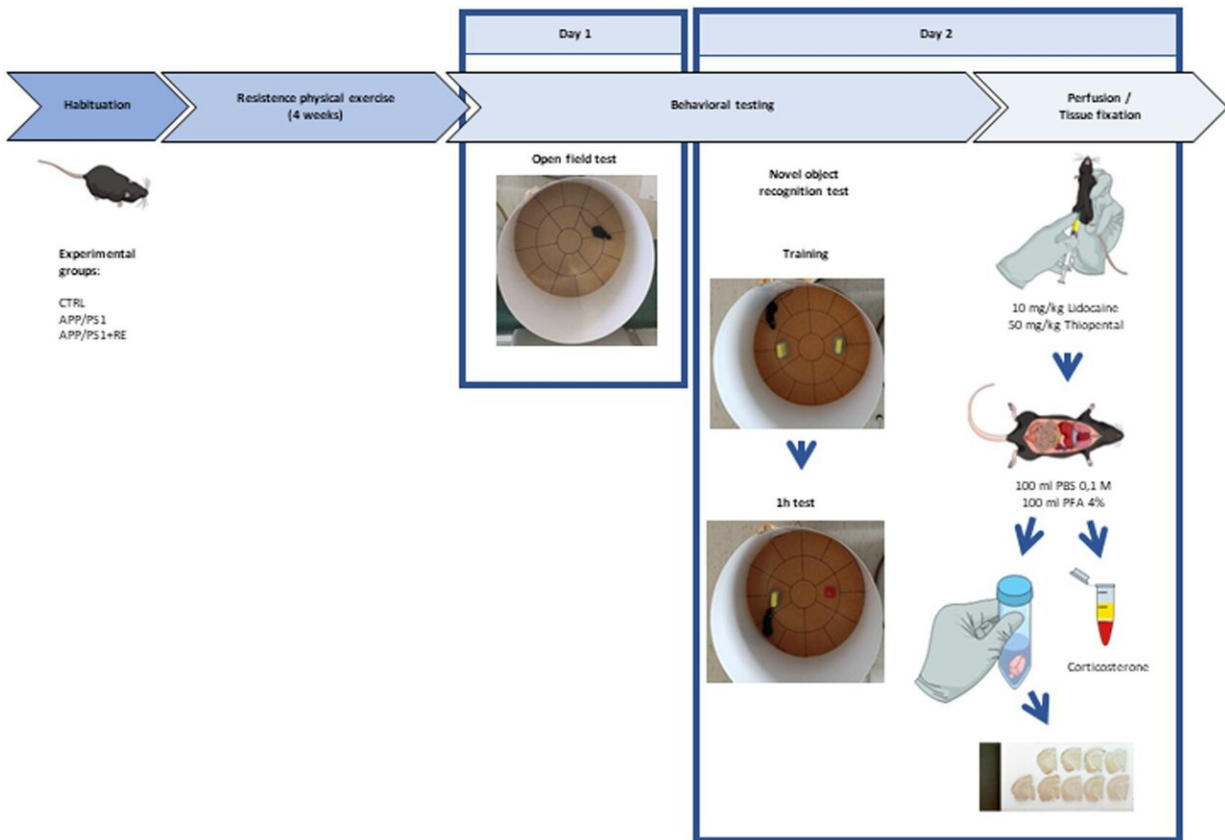 Day 1
Day 2
Habituation
Resistence physical exercise
(4 weeks)
Behavioral testing
Perfusion /
Tissue fixation
Experimental
groups:
CTRL
APP/PS1
APP/PS1+RE
Open field test
Novel object
recognition test
Training
1h test
10 mg/kg Lidocaine
50 mg/kg Thiopental
100 ml PBS 0,1 M
100 ml PFA 4%
Corticosterone